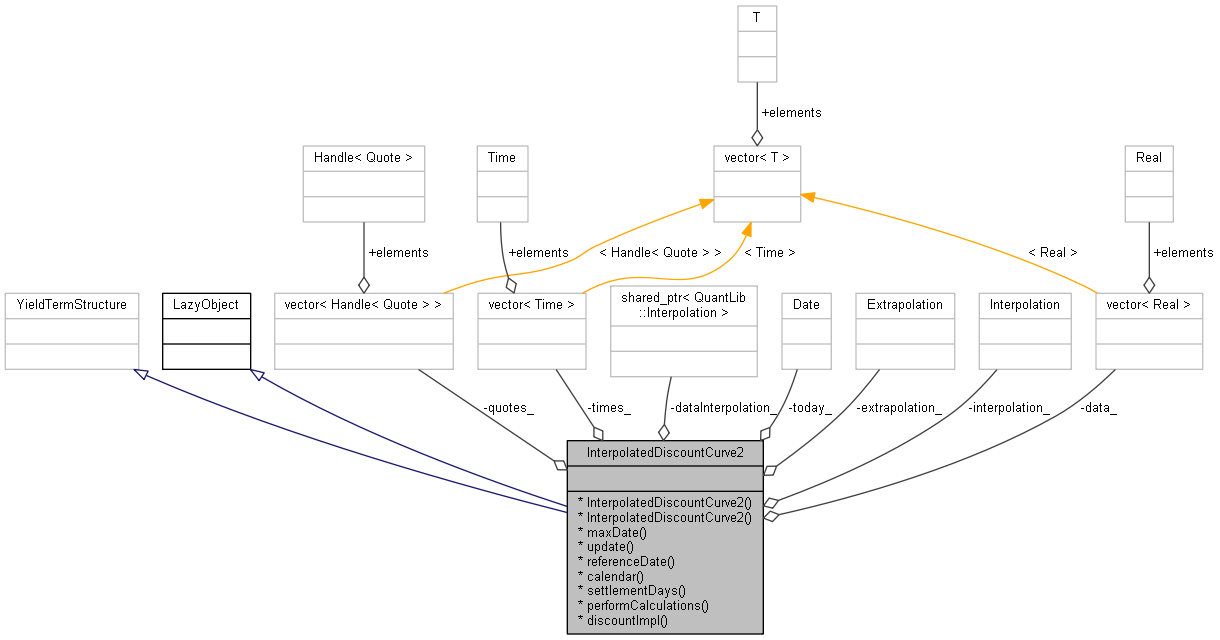 T
+elements
Handle< Quote >
Time
vector< T >
Real
+elements
+elements
< Handle< Quote > >
< Time >
< Real >
+elements
YieldTermStructure
LazyObject
vector< Handle< Quote > >
vector< Time >
shared_ptr< QuantLib
::Interpolation >
Date
Extrapolation
Interpolation
vector< Real >
-quotes_
-times_
-dataInterpolation_
-today_
-extrapolation_
-interpolation_
-data_
InterpolatedDiscountCurve2
* InterpolatedDiscountCurve2()
* InterpolatedDiscountCurve2()
* maxDate()
* update()
* referenceDate()
* calendar()
* settlementDays()
* performCalculations()
* discountImpl()